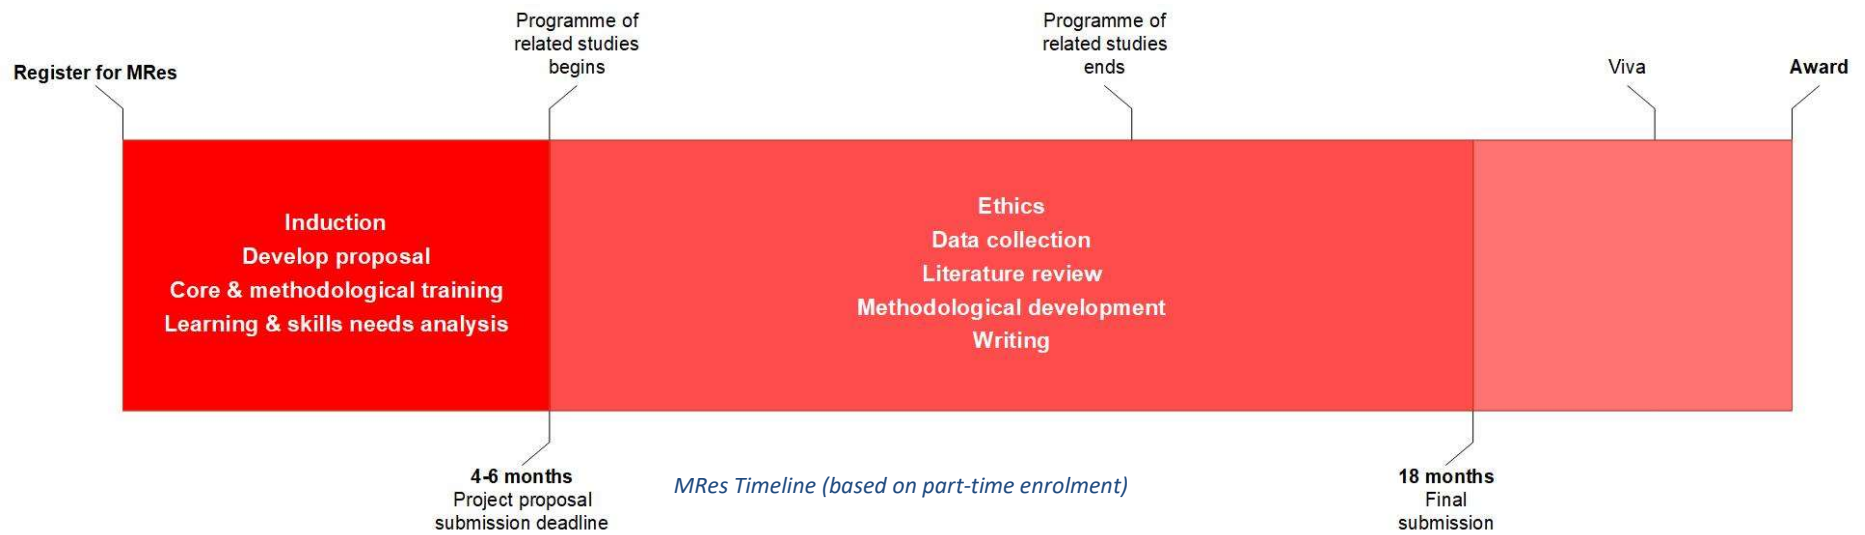 Programme of
related studies
begins
Programme of
related studies
ends
Register for MRes
Viva
Award
Induction
Develop proposal
Core & methodological training
Learning & skills needs analysis
Ethics
Data collection
Literature review
Methodological development
Writing
4-6 months
Project proposal
submission deadline
MRes Timeline (based on part-time enrolment)
18 months
Final
submission